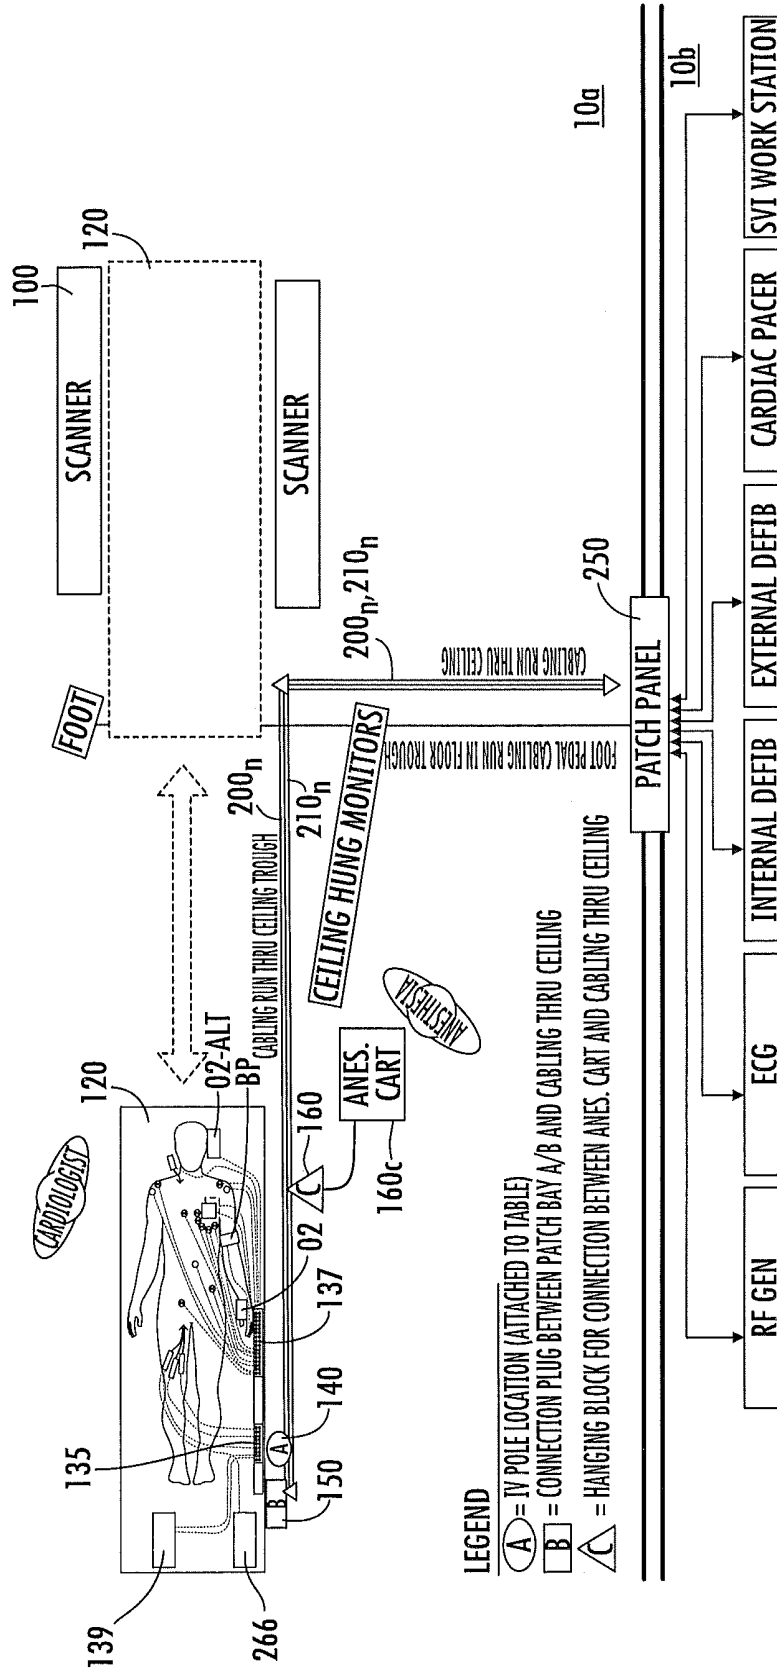 100
120
SCANNER
SCANNER
FOOT
10a
10b
200n, 210n
CABLING RUN THRU CEILING
FOOT PEDAL CABLING RUN IN FLOOR TROUGH
250
PATCH PANEL
200n
210n
CABLING RUN THRU CEILING TROUGH
CEILING HUNG MONITORS
CARDIOLOGIST
ANESTHESIA
120
O2-ALT
BP
160
C
ANES.
CART
160c
O2
137
135
140
A
B
150
139
266
LEGEND
A = IV POLE LOCATION (ATTACHED TO TABLE)
B = CONNECTION PLUG BETWEEN PATCH BAY A/B AND CABLING THRU CEILING
C = HANGING BLOCK FOR CONNECTION BETWEEN ANES. CART AND CABLING THRU CEILING
RF GEN
ECG
INTERNAL DEFIB
EXTERNAL DEFIB
CARDIAC PACER
SVI WORK STATION